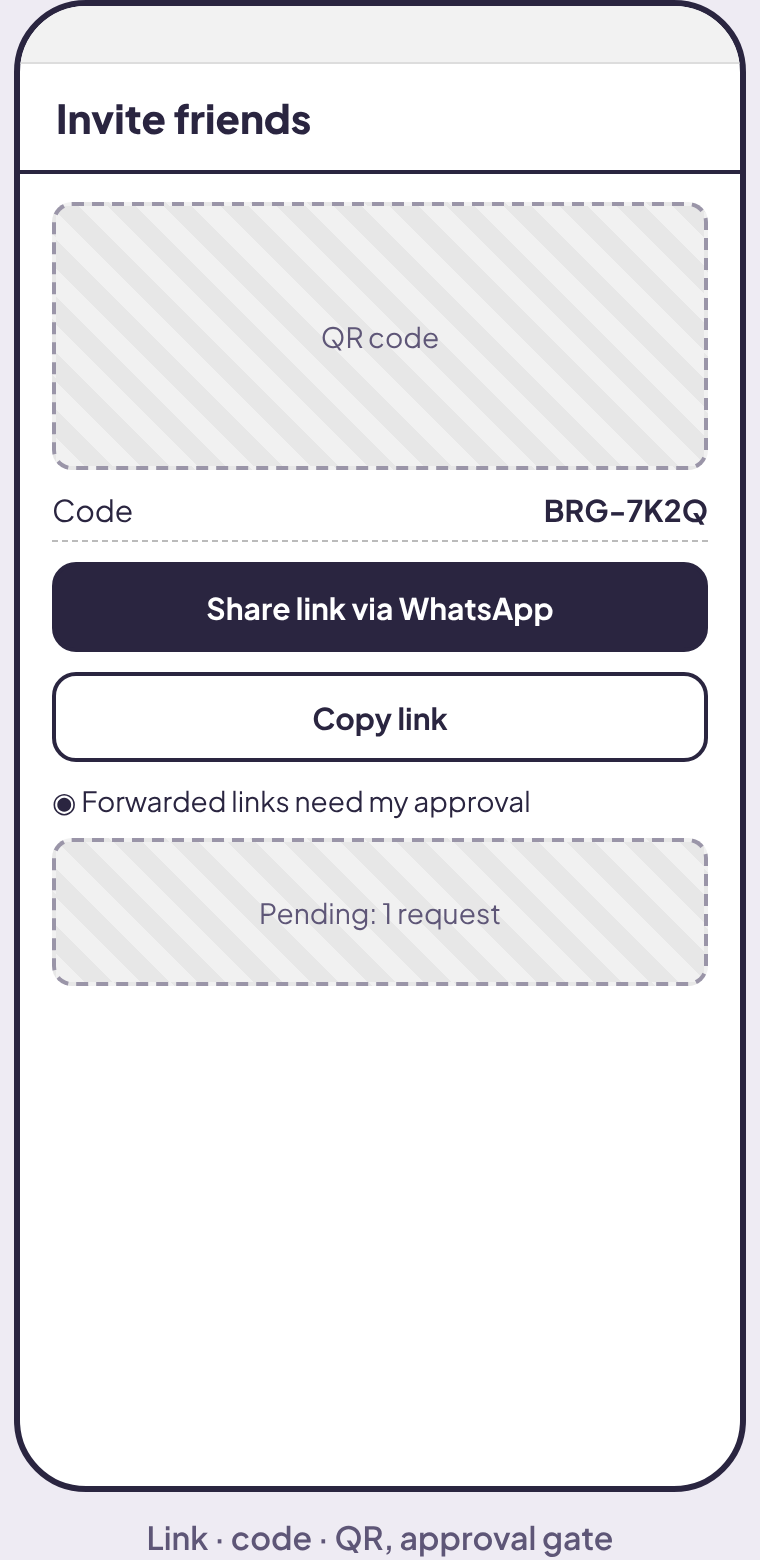 Invite friends
QR code
Code BRG-7K2Q
Share link via WhatsApp
Copy link
◉ Forwarded links need my approval
Pending: 1 request
Link · code · QR, approval gate